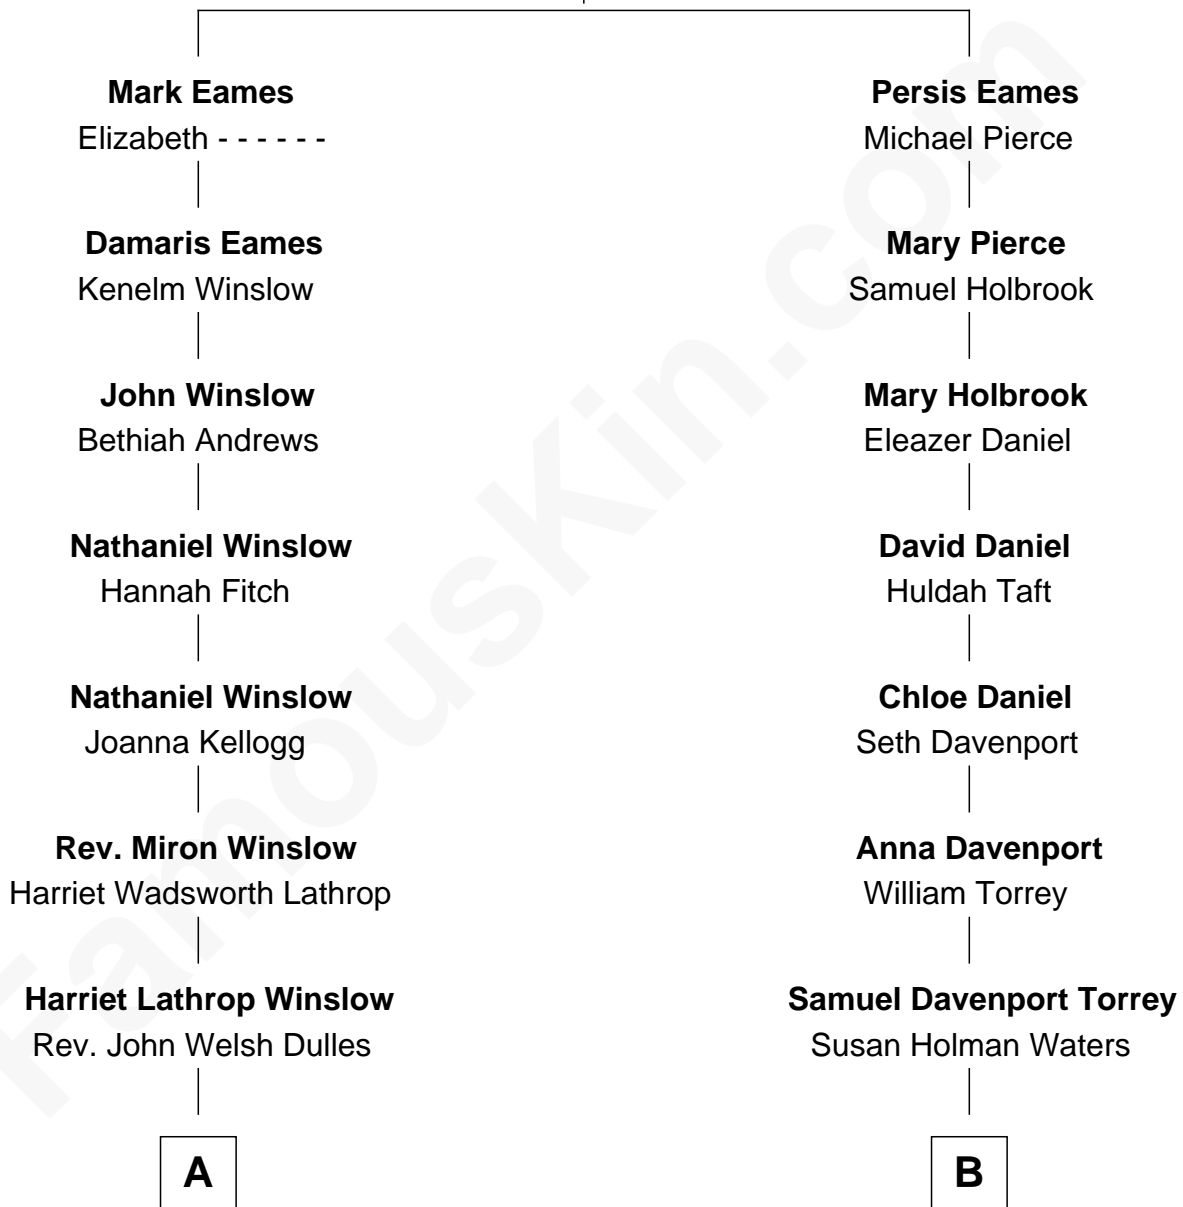 Mark Eames
Elizabeth - - - - - -
Damaris Eames
Kenelm Winslow
John Winslow
Bethiah Andrews
Nathaniel Winslow
Hannah Fitch
Nathaniel Winslow
Joanna Kellogg
Rev. Miron Winslow
Harriet Wadsworth Lathrop
Harriet Lathrop Winslow
Rev. John Welsh Dulles
A
Persis Eames
Michael Pierce
Mary Pierce
Samuel Holbrook
Mary Holbrook
Eleazer Daniel
David Daniel
Huldah Taft
Chloe Daniel
Seth Davenport
Anna Davenport
William Torrey
Samuel Davenport Torrey
Susan Holman Waters
B
FamousKin.com